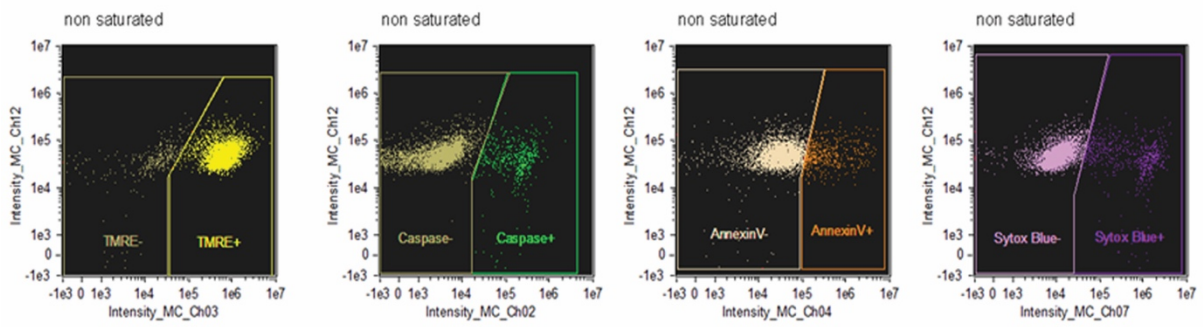 non saturated
1e7
1e6
1e5
1e4
1e3
0
-1e3
Intensity_MC_Ch12
TMRE-
TMRE+
-1e3 0 1e3 1e4 1e5 1e6 1e7
Intensity_MC_Ch03
non saturated
1e7
1e6
1e5
1e4
1e3
0
-1e3
Intensity_MC_Ch12
Caspase-
Caspase+
-1e3 0 1e3 1e4 1e5 1e6 1e7
Intensity_MC_Ch02
non saturated
1e7
1e6
1e5
1e4
1e3
0
-1e3
Intensity_MC_Ch12
AnnexinV-
AnnexinV+
-1e3 0 1e3 1e4 1e5 1e6 1e7
Intensity_MC_Ch04
non saturated
1e7
1e6
1e5
1e4
1e3
0
-1e3
Intensity_MC_Ch12
Sytox Blue-
Sytox Blue+
-1e3 0 1e3 1e4 1e5 1e6 1e7
Intensity_MC_Ch07